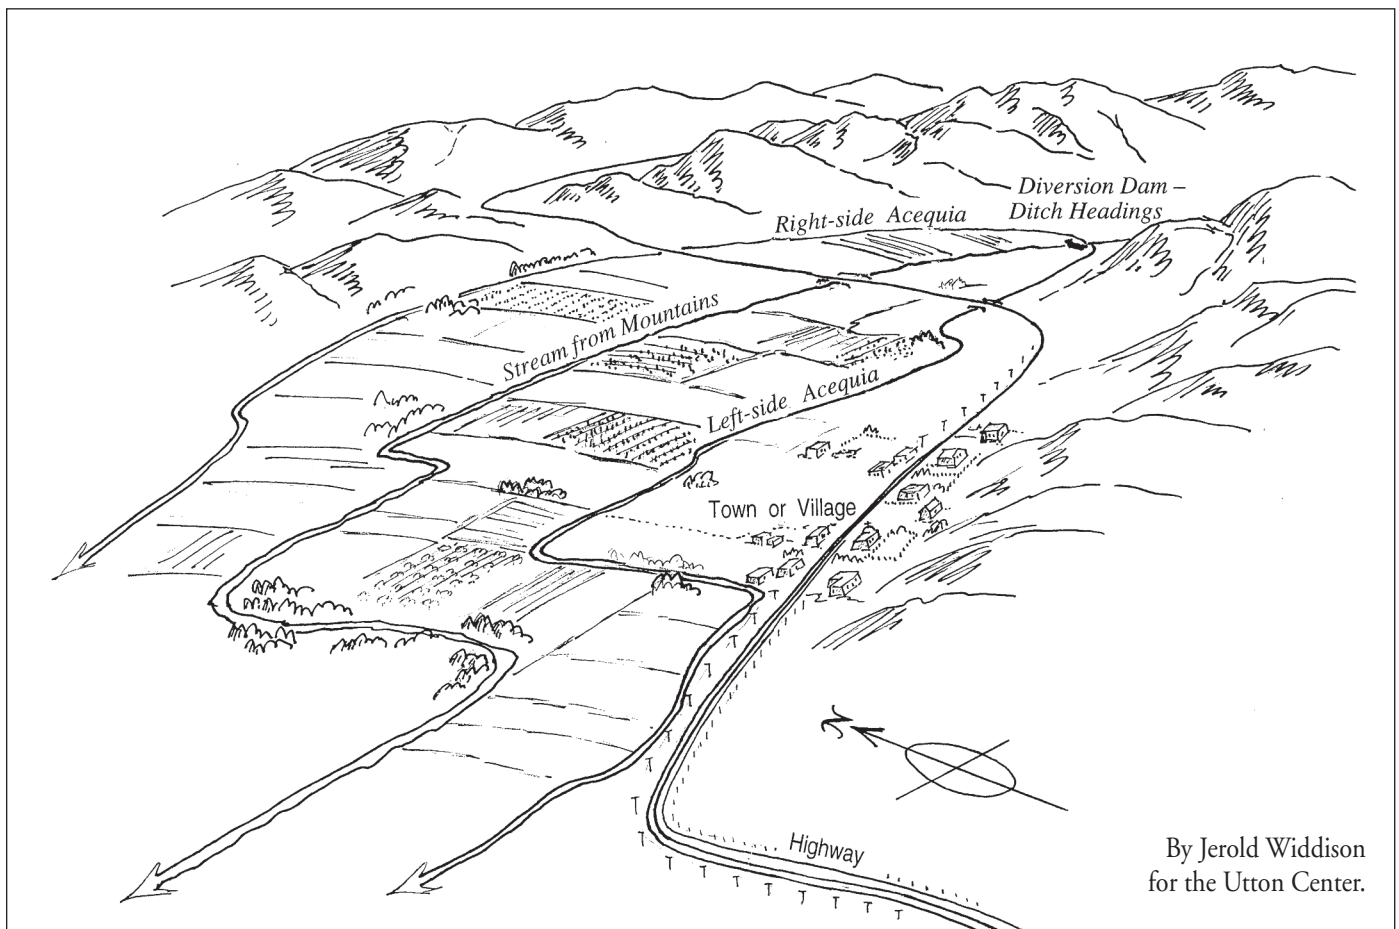 Diversion Dam –
Ditch Headings
Right-side Acequia
Stream from Mountains
Left-side Acequia
Town or Village
N
Highway
By Jerold Widdison
for the Utton Center.